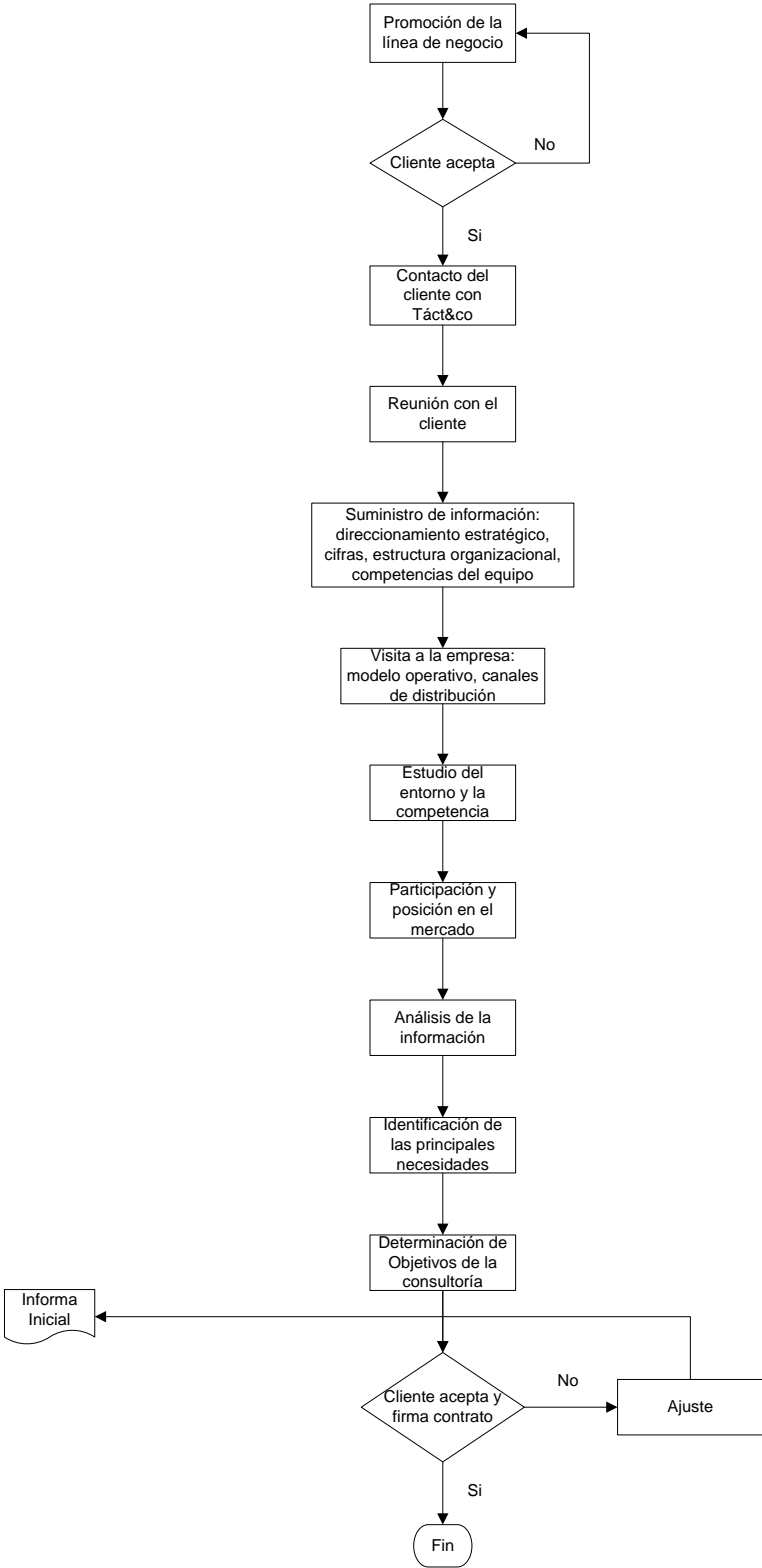 Promoción de la
línea de negocio
No
Cliente acepta
Si
Contacto del
cliente con
Táct&co
Reunión con el
cliente
Suministro de información:
direccionamiento estratégico,
cifras, estructura organizacional,
competencias del equipo
Visita a la empresa:
modelo operativo, canales
de distribución
Estudio del
entorno y la
competencia
Participación y
posición en el
mercado
Análisis de la
información
Identificación de
las principales
necesidades
Determinación de
Objetivos de la
consultoría
Informa
Inicial
Cliente acepta y
firma contrato
No
Ajuste
Si
Fin